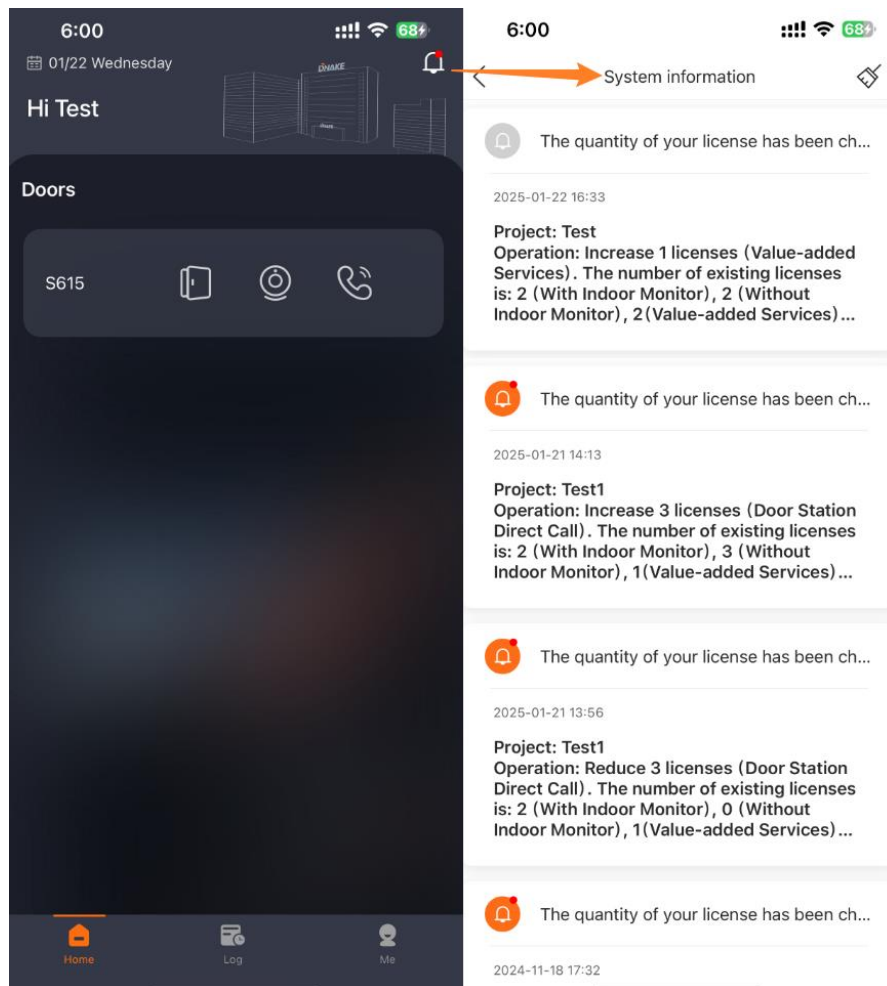 6:00
68
01/22 Wednesday
DNAKE
Hi Test
Doors
S615
Home
Log
Me
6:00
68
System information
The quantity of your license has been ch...
2025-01-22 16:33
Project: Test
Operation: Increase 1 licenses (Value-added
Services). The number of existing licenses
is: 2 (With Indoor Monitor), 2 (Without
Indoor Monitor), 2(Value-added Services)...
The quantity of your license has been ch...
2025-01-21 14:13
Project: Test1
Operation: Increase 3 licenses (Door Station
Direct Call). The number of existing licenses
is: 2 (With Indoor Monitor), 3 (Without
Indoor Monitor), 1(Value-added Services)...
The quantity of your license has been ch...
2025-01-21 13:56
Project: Test1
Operation: Reduce 3 licenses (Door Station
Direct Call). The number of existing licenses
is: 2 (With Indoor Monitor), 0 (Without
Indoor Monitor), 1(Value-added Services)...
The quantity of your license has been ch...
2024-11-18 17:32